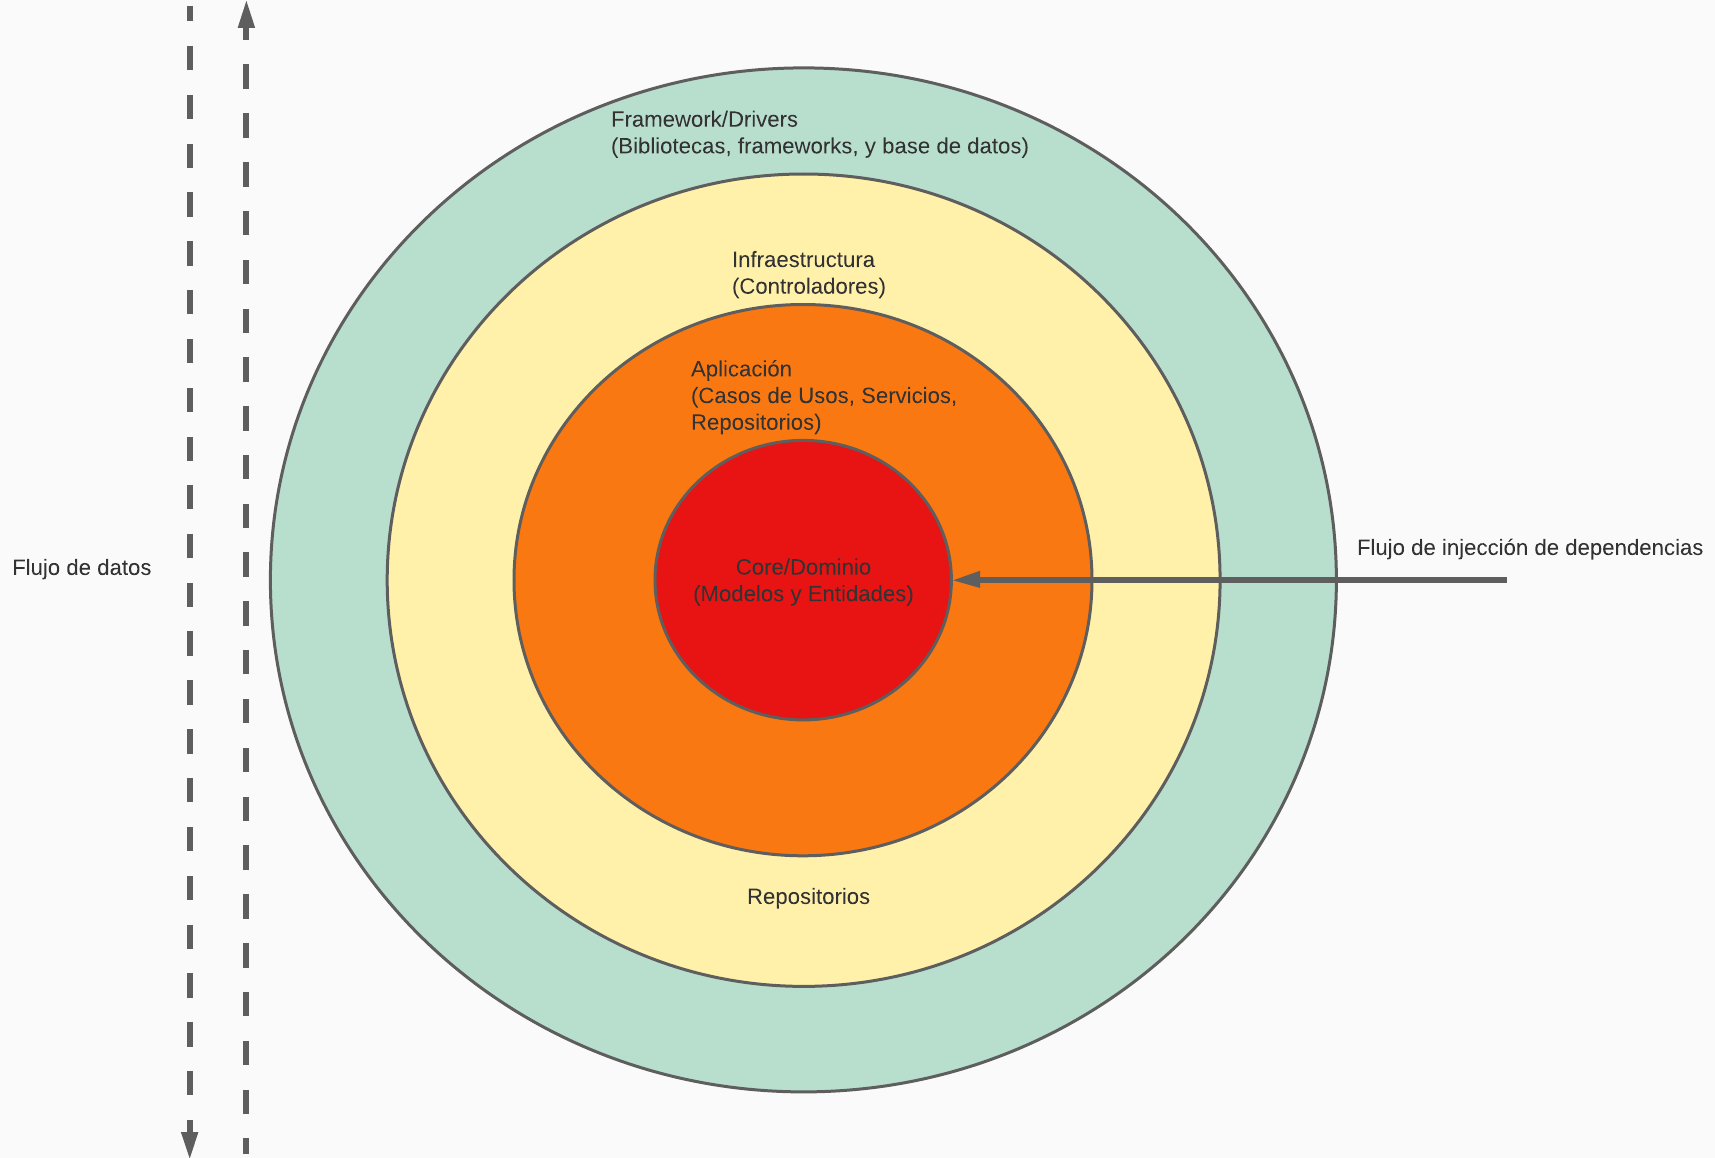 Framework/Drivers
(Bibliotecas, frameworks, y base de datos)
Infraestructura
(Controladores)
Aplicación
(Casos de Usos, Servicios,
Repositorios)
Core/Dominio
(Modelos y Entidades)
Repositorios
Flujo de datos
Flujo de injección de dependencias